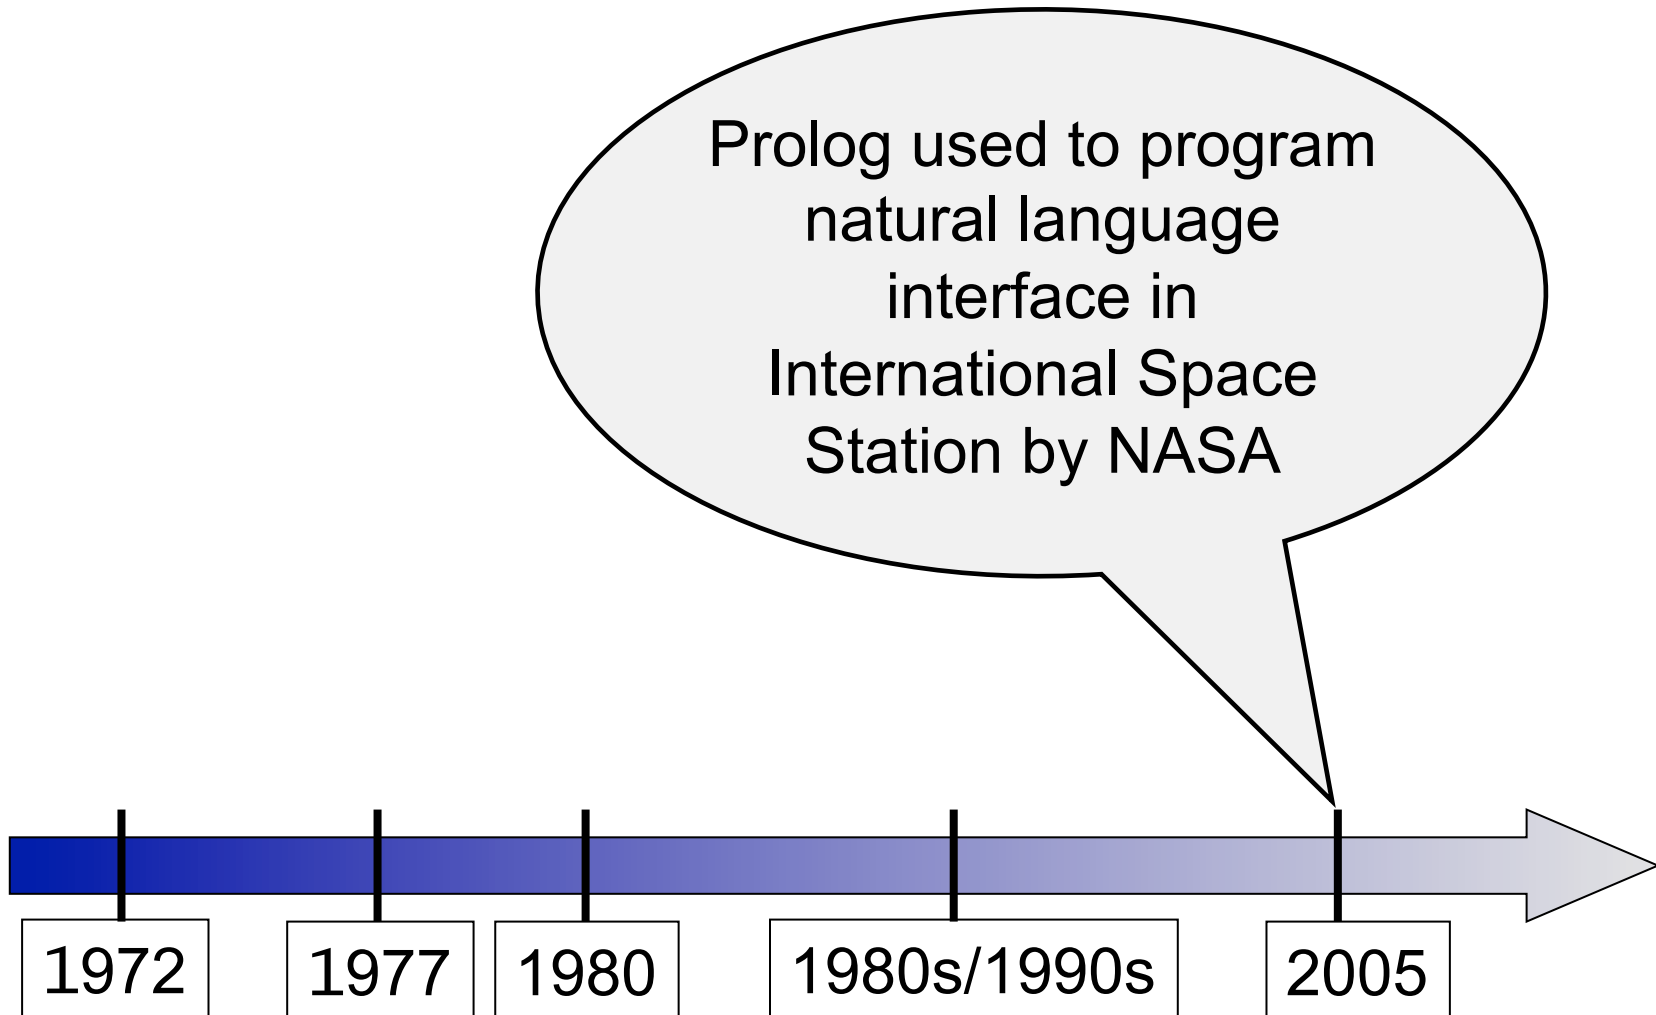 Prolog used to program
natural language
interface in
International Space
Station by NASA
1972
1977
1980
1980s/1990s
2005